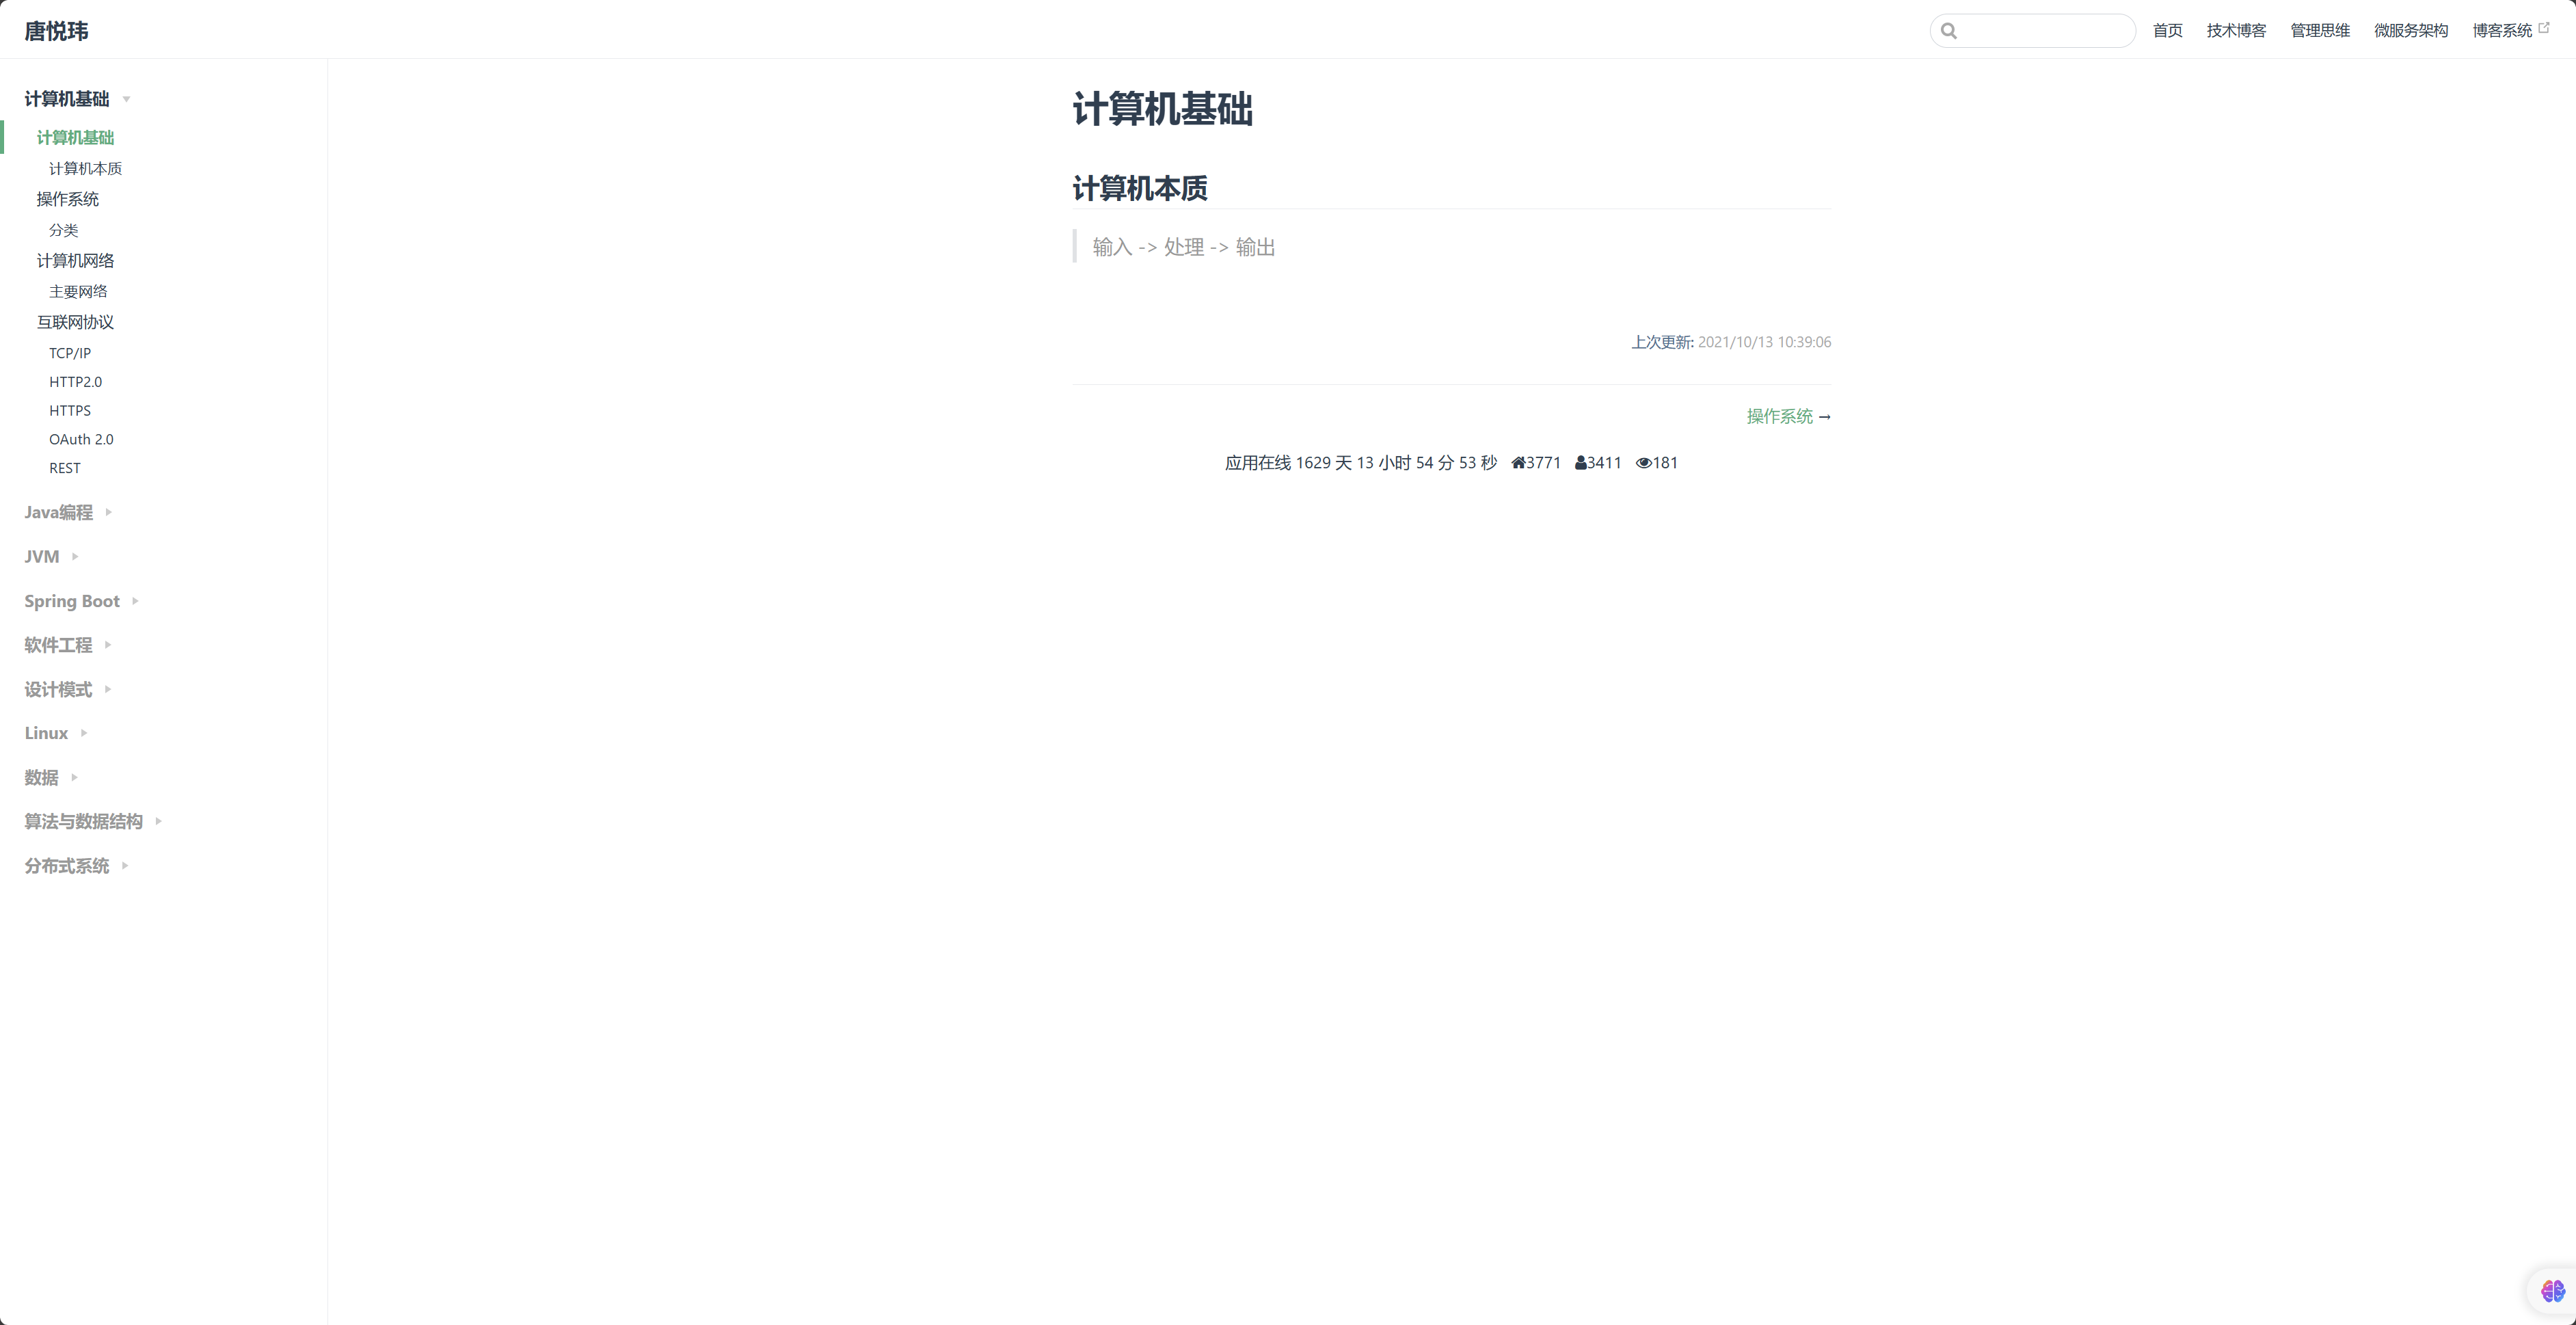 唐悦玮
首页 技术博客 管理思维 微服务架构 博客系统
计算机基础
计算机基础
计算机本质
操作系统
分类
计算机网络
主要网络
互联网协议
TCP/IP
HTTP2.0
HTTPS
OAuth 2.0
REST
Java编程
JVM
Spring Boot
软件工程
设计模式
Linux
数据
算法与数据结构
分布式系统
计算机基础
计算机本质
输入 -> 处理 -> 输出
上次更新: 2021/10/13 10:39:06
操作系统 →
应用在线 1629 天 13 小时 54 分 53 秒 3771 3411 181